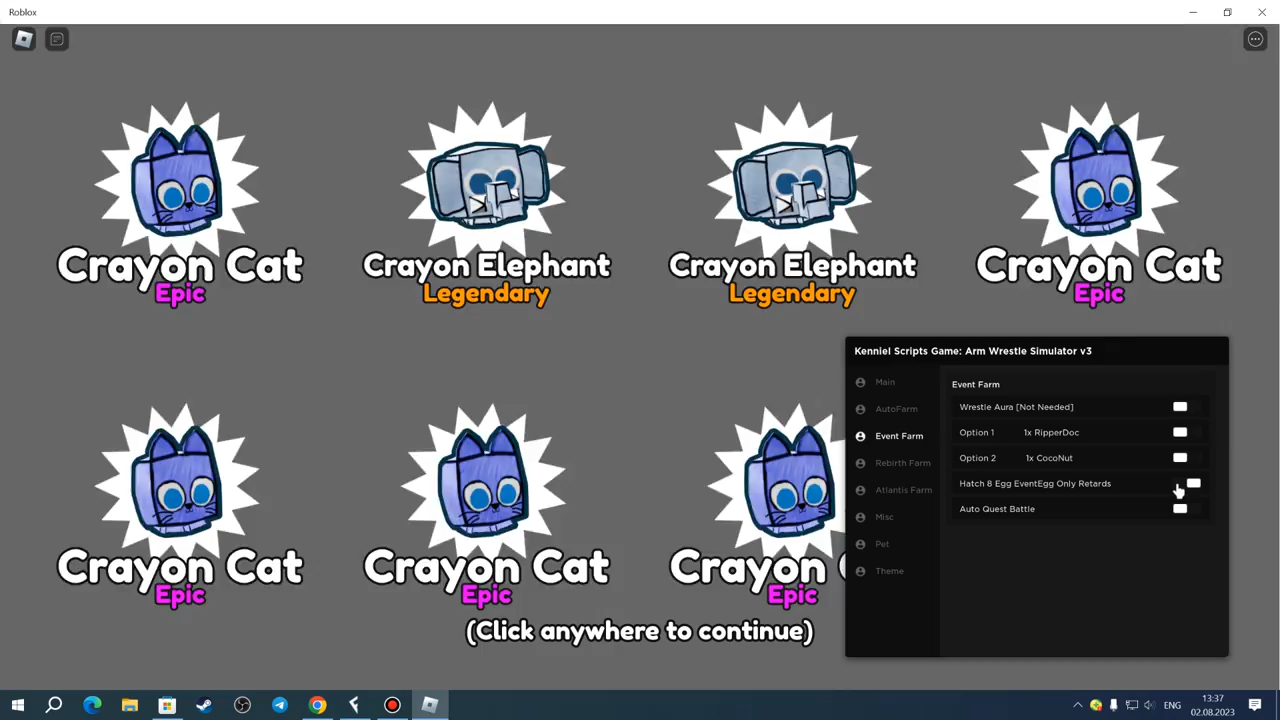 Roblox
Crayon Cat
Epic
Crayon Elephant
Legendary
Crayon Elephant
Legendary
Crayon Cat
Epic
Crayon Cat
Epic
Crayon Cat
Epic
Crayon
Epic
(Click anywhere to continue)
Kenniel Scripts Game: Arm Wrestle Simulator v3
Main
AutoFarm
Event Farm
Rebirth Farm
Atlantis Farm
Misc
Pet
Theme
Event Farm
Wrestle Aura [Not Needed]
Option 1 1x RipperDoc
Option 2 1x CocoNut
Hatch 8 Egg EventEgg Only Retards
Auto Quest Battle
ENG
13:37
02.08.2023